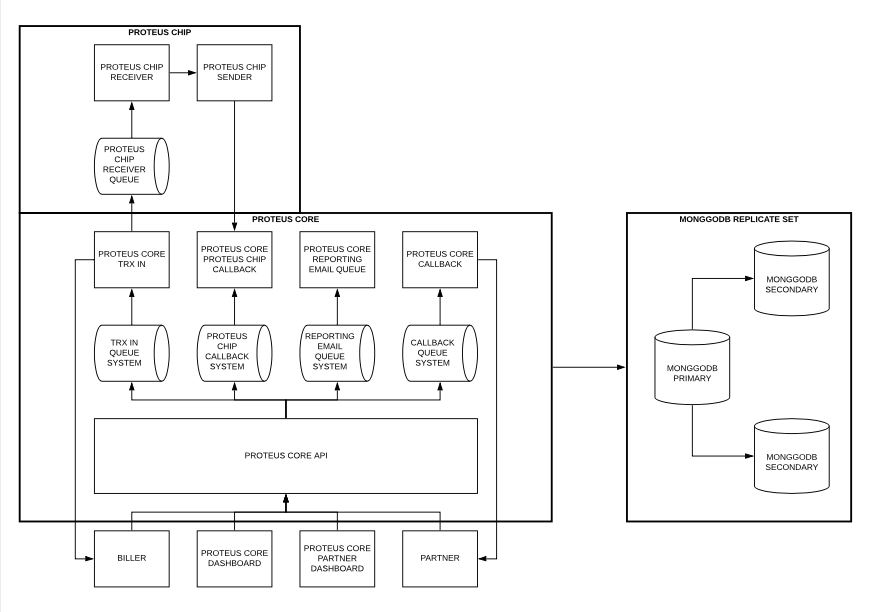 PROTEUS CHIP
PROTEUS CHIP
RECEIVER
PROTEUS CHIP
SENDER
PROTEUS
CHIP
RECEIVER
QUEUE
PROTEUS CORE
PROTEUS CORE
TRX IN
PROTEUS CORE
PROTEUS CHIP
CALLBACK
PROTEUS CORE
REPORTING
EMAIL QUEUE
PROTEUS CORE
CALLBACK
TRX IN
QUEUE
SYSTEM
PROTEUS
CHIP
CALLBACK
SYSTEM
REPORTING
EMAIL
QUEUE
SYSTEM
CALLBACK
QUEUE
SYSTEM
PROTEUS CORE API
BILLER
PROTEUS CORE
DASHBOARD
PROTEUS CORE
PARTNER
DASHBOARD
PARTNER
MONGGODB REPLICATE SET
MONGGODB
SECONDARY
MONGGODB
PRIMARY
MONGGODB
SECONDARY